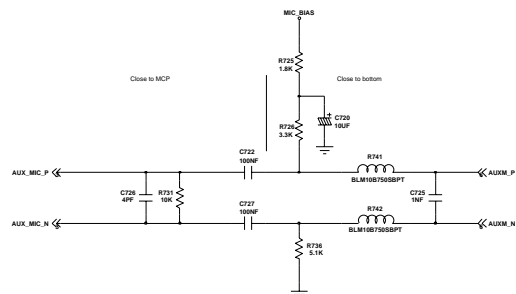 MIC_BIAS
R725
1.8K
Close to MCP
Close to bottom
R726
3.3K
+
C720
10UF
C722
100NF
R741
BLM10B750SBPT
AUX_MIC_P
AUXM_P
C726
4PF
R731
10K
C725
1NF
C727
100NF
R742
BLM10B750SBPT
AUX_MIC_N
AUXM_N
R736
5.1K